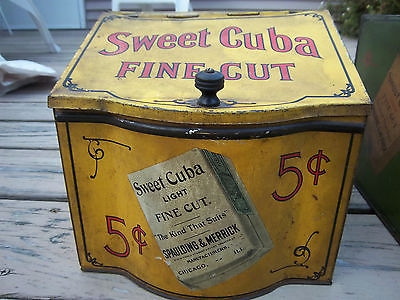 Sweet Cuba
FINE CUT
Sweet Cuba
LIGHT
FINE CUT.
"The Kind That Suits"
SPAULDING & MERRICK
MANUFACTURERS,
CHICAGO, ILL
5¢
5¢